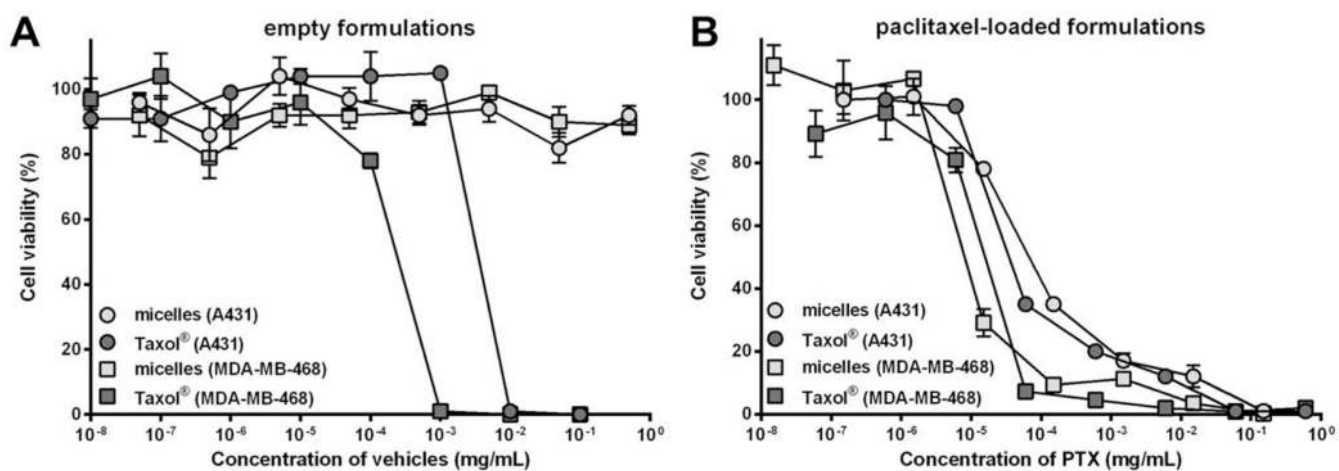 A
empty formulations
Cell viability (%)
100
80
60
40
20
0
micelles (A431)
Taxol® (A431)
micelles (MDA-MB-468)
Taxol® (MDA-MB-468)
10⁻⁸ 10⁻⁷ 10⁻⁶ 10⁻⁵ 10⁻⁴ 10⁻³ 10⁻² 10⁻¹ 10⁰
Concentration of vehicles (mg/mL)
B
paclitaxel-loaded formulations
Cell viability (%)
100
80
60
40
20
0
micelles (A431)
Taxol® (A431)
micelles (MDA-MB-468)
Taxol® (MDA-MB-468)
10⁻⁸ 10⁻⁷ 10⁻⁶ 10⁻⁵ 10⁻⁴ 10⁻³ 10⁻² 10⁻¹ 10⁰
Concentration of PTX (mg/mL)